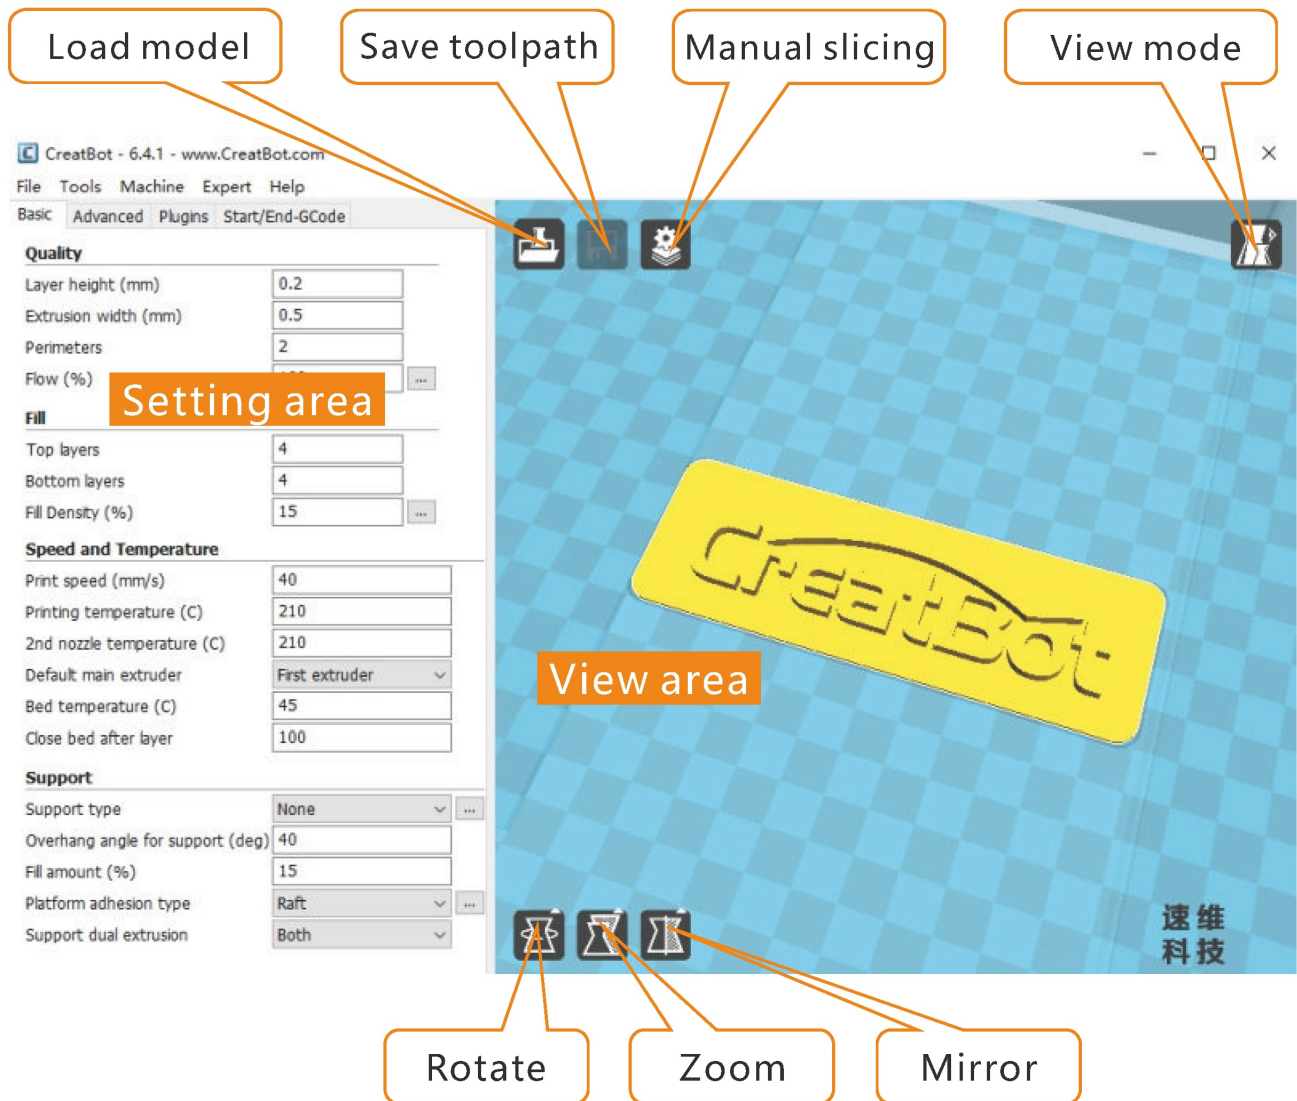 Load model
Save toolpath
Manual slicing
View mode
CreatBot - 6.4.1 - www.CreatBot.com
File Tools Machine Expert Help
Basic Advanced Plugins Start/End-GCode
Quality
Layer height (mm) 0.2
Extrusion width (mm) 0.5
Perimeters 2
Flow (%) ...
Setting area
Fill
Top layers 4
Bottom layers 4
Fill Density (%) 15 ...
Speed and Temperature
Print speed (mm/s) 40
Printing temperature (C) 210
2nd nozzle temperature (C) 210
Default main extruder First extruder
Bed temperature (C) 45
Close bed after layer 100
Support
Support type None ...
Overhang angle for support (deg) 40
Fill amount (%) 15
Platform adhesion type Raft ...
Support dual extrusion Both
CreatBot
View area
速维
科技
Rotate
Zoom
Mirror